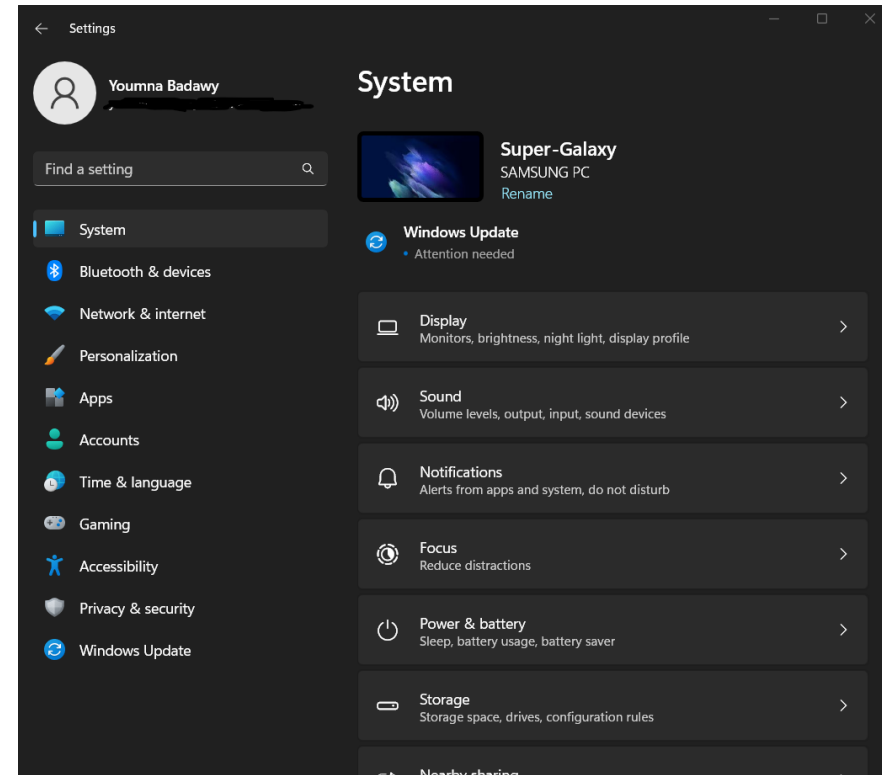 Settings
Youmna Badawy
Find a setting
System
Bluetooth & devices
Network & internet
Personalization
Apps
Accounts
Time & language
Gaming
Accessibility
Privacy & security
Windows Update
System
Super-Galaxy
SAMSUNG PC
Rename
Windows Update
Attention needed
Display
Monitors, brightness, night light, display profile
Sound
Volume levels, output, input, sound devices
Notifications
Alerts from apps and system, do not disturb
Focus
Reduce distractions
Power & battery
Sleep, battery usage, battery saver
Storage
Storage space, drives, configuration rules
Nearby sharing